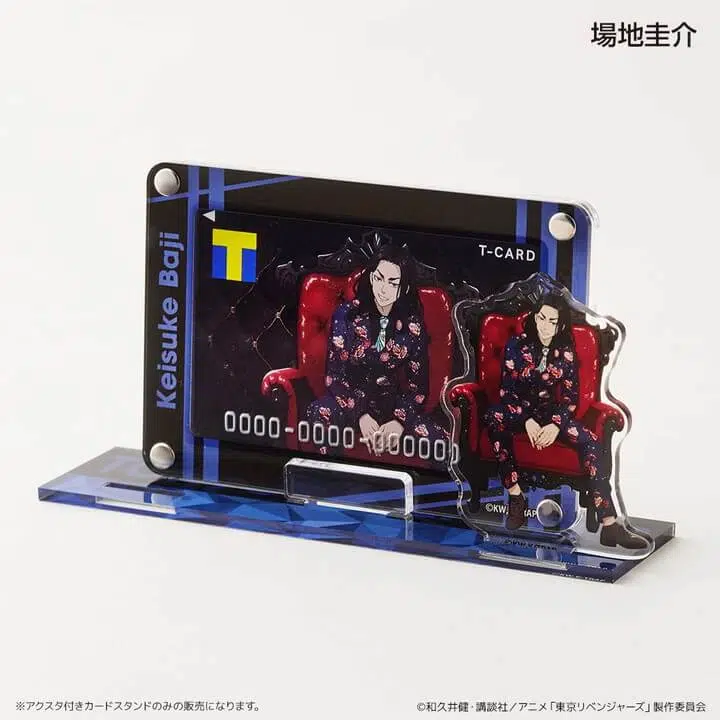 場地圭介
Keisuke Baji
T
T-CARD
0000-0000-0000
※アクスタ付きカードスタンドのみの販売になります。
©和久井健・講談社／アニメ「東京リベンジャーズ」製作委員会